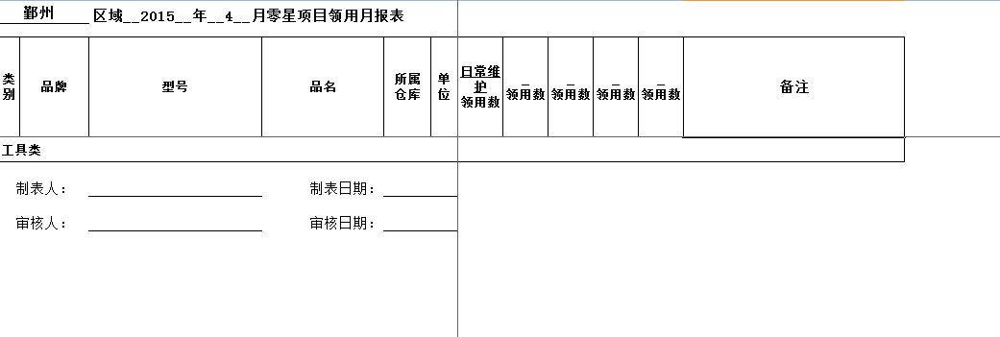 鄞州 区域__2015__年__4__月零星项目领用月报表
类别 品牌 型号 品名 所属仓库 单位 日常维护领用数 _领用数 _领用数 _领用数 _领用数 备注
工具类
制表人： 制表日期：
审核人： 审核日期：